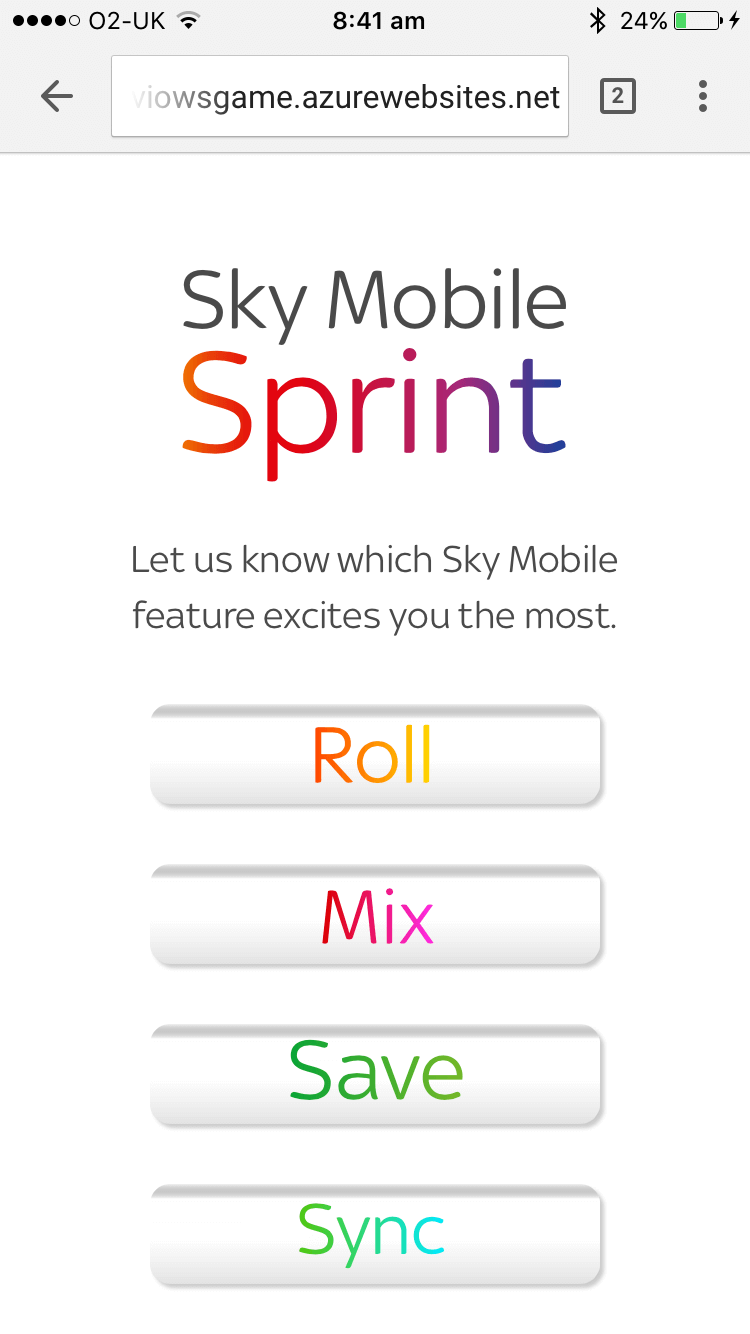 O2-UK 8:41 am 24%
viowsgame.azurewebsites.net 2
Sky Mobile
Sprint
Let us know which Sky Mobile
feature excites you the most.
Roll
Mix
Save
Sync